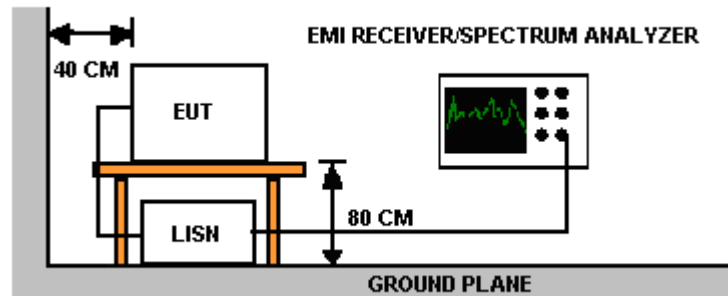 EMI RECEIVER/SPECTRUM ANALYZER
40 CM
EUT
80 CM
LISN
GROUND PLANE